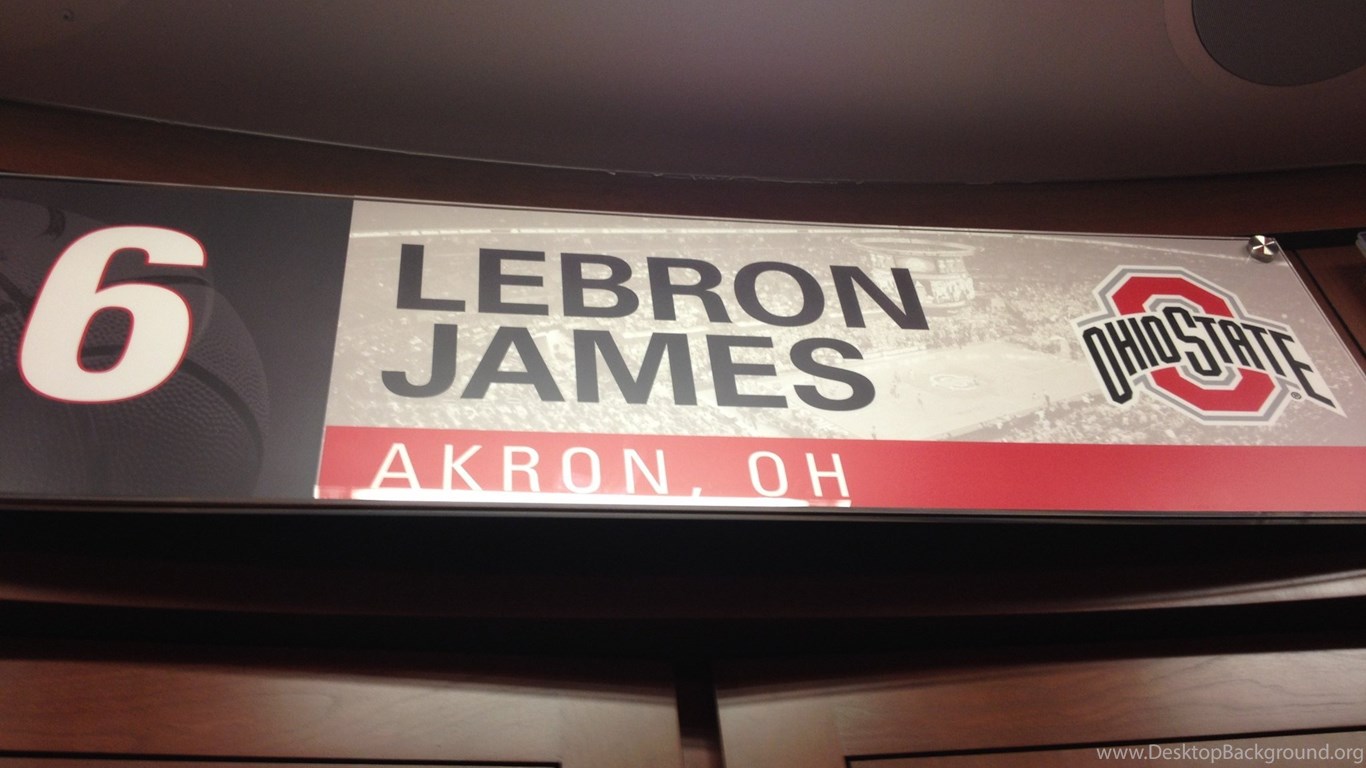 6
LEBRON
JAMES
AKRON, OH
OHIO STATE
®
www.DesktopBackground.org